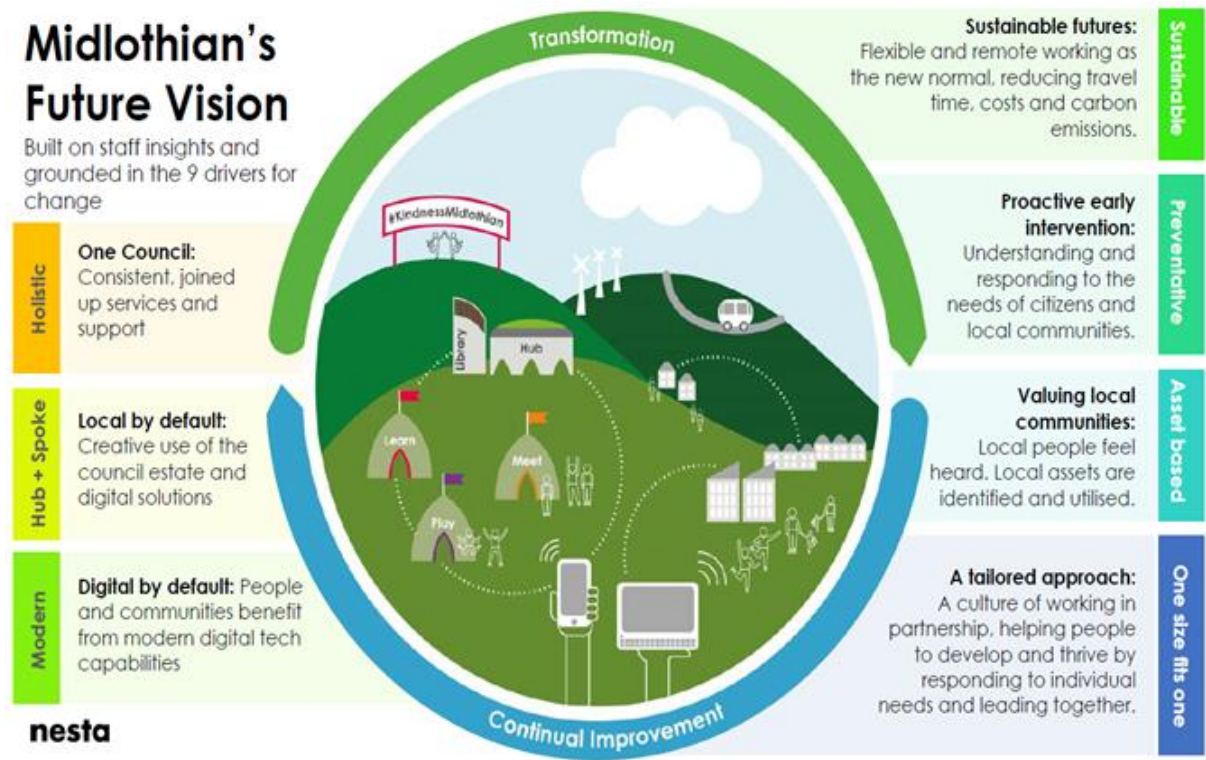 Midlothian's
Future Vision
Built on staff insights and
grounded in the 9 drivers for
change
Holistic
One Council:
Consistent, joined
up services and
support
Hub + Spoke
Local by default:
Creative use of the
council estate and
digital solutions
Modern
Digital by default: People
and communities benefit
from modern digital tech
capabilities
nesta
Transformation
#KindnessMidlothian
Library
Hub
Learn
Meet
Play
Continual Improvement
Sustainable futures:
Flexible and remote working as
the new normal, reducing travel
time, costs and carbon
emissions.
Sustainable
Proactive early
intervention:
Understanding and
responding to the
needs of citizens and
local communities.
Preventative
Valuing local
communities:
Local people feel
heard. Local assets are
identified and utilised.
Asset based
A tailored approach:
A culture of working in
partnership, helping people
to develop and thrive by
responding to individual
needs and leading together.
One size fits one